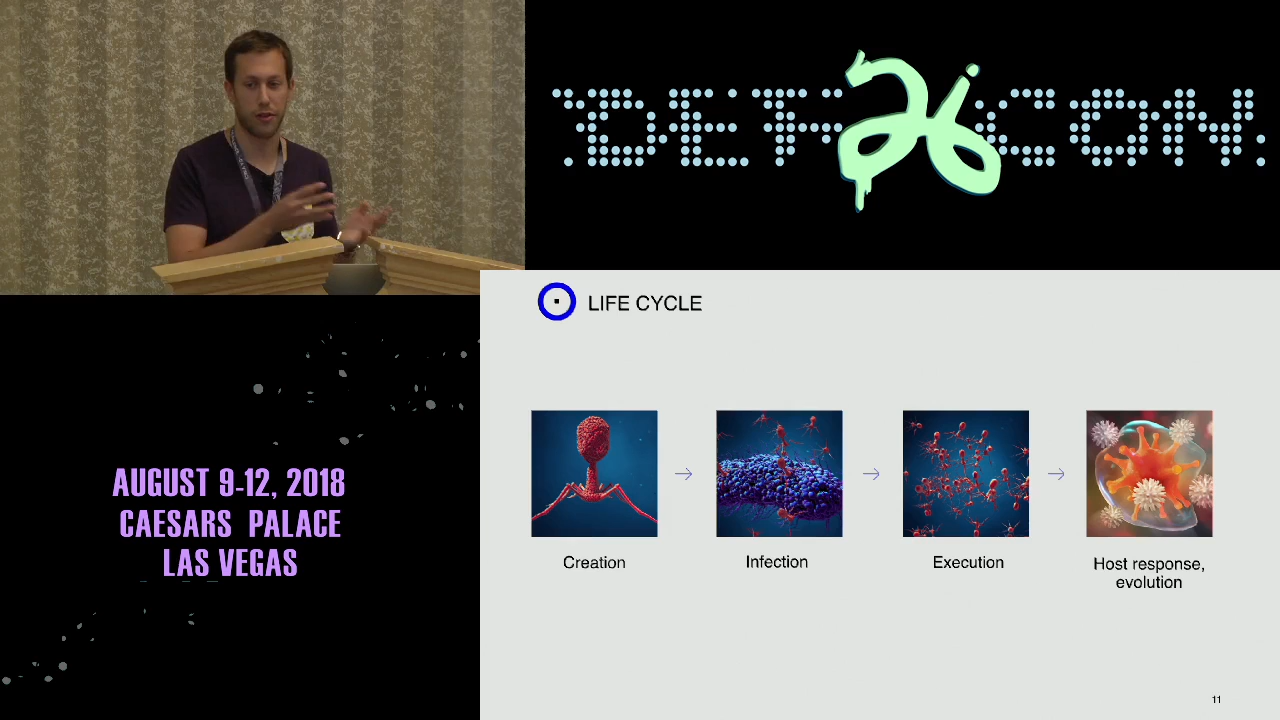 DEF CON
26
AUGUST 9-12, 2018
CAESARS PALACE
LAS VEGAS
LIFE CYCLE
Creation
Infection
Execution
Host response,
evolution
11